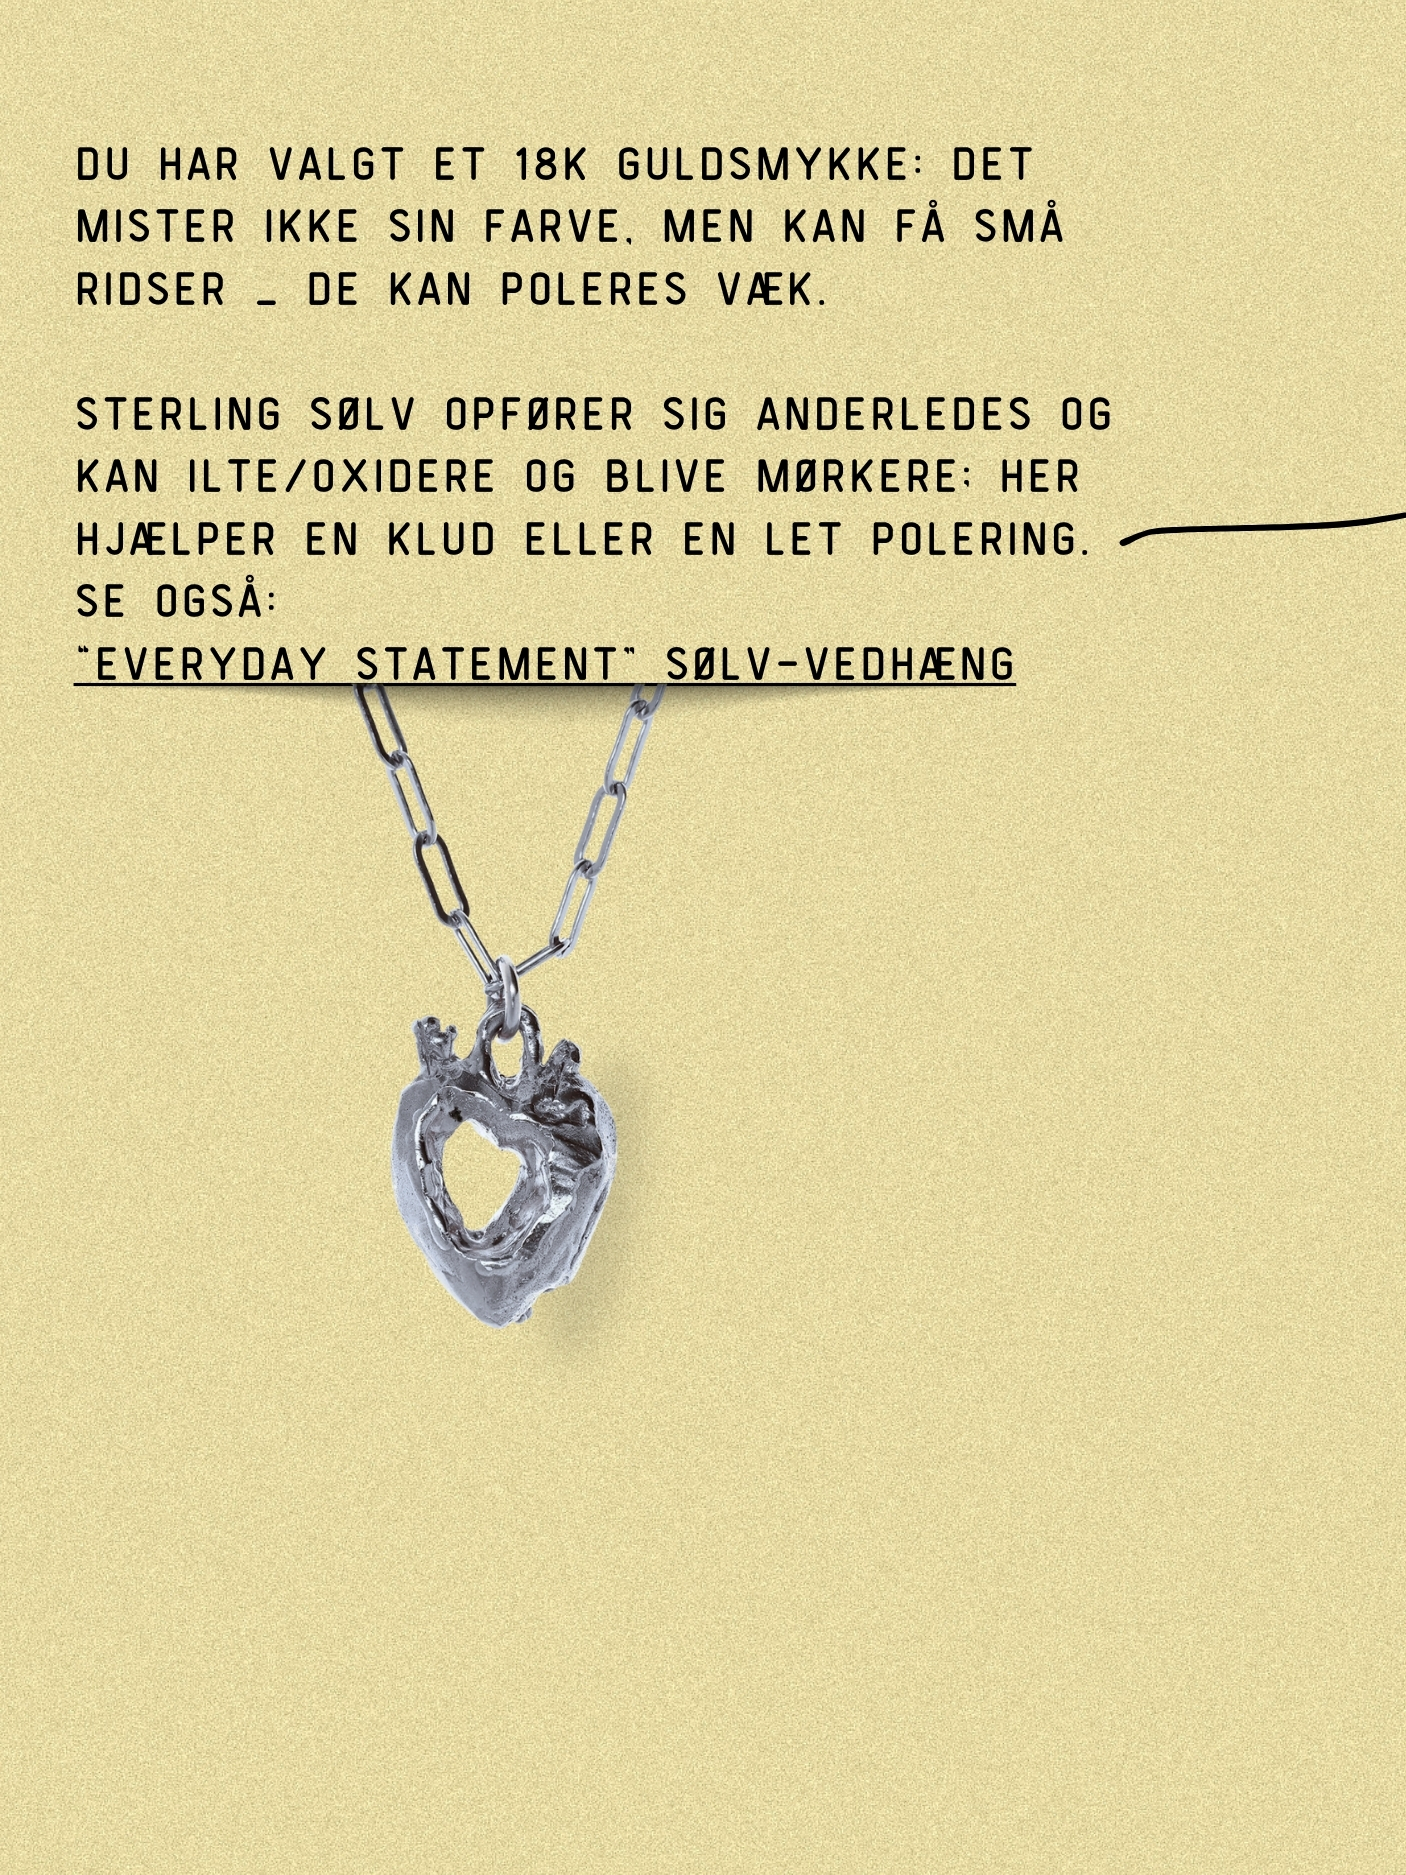 DU HAR VALGT ET 18K GULDSMYKKE: DET
MISTER IKKE SIN FARVE, MEN KAN FÅ SMÅ
RIDSER _ DE KAN POLERES VÆK.
STERLING SØLV OPFØRER SIG ANDERLEDES OG
KAN ILTE/OXIDERE OG BLIVE MØRKERE; HER
HJÆLPER EN KLUD ELLER EN LET POLERING.
SE OGSÅ:
"EVERYDAY STATEMENT" SØLV-VEDHÆNG